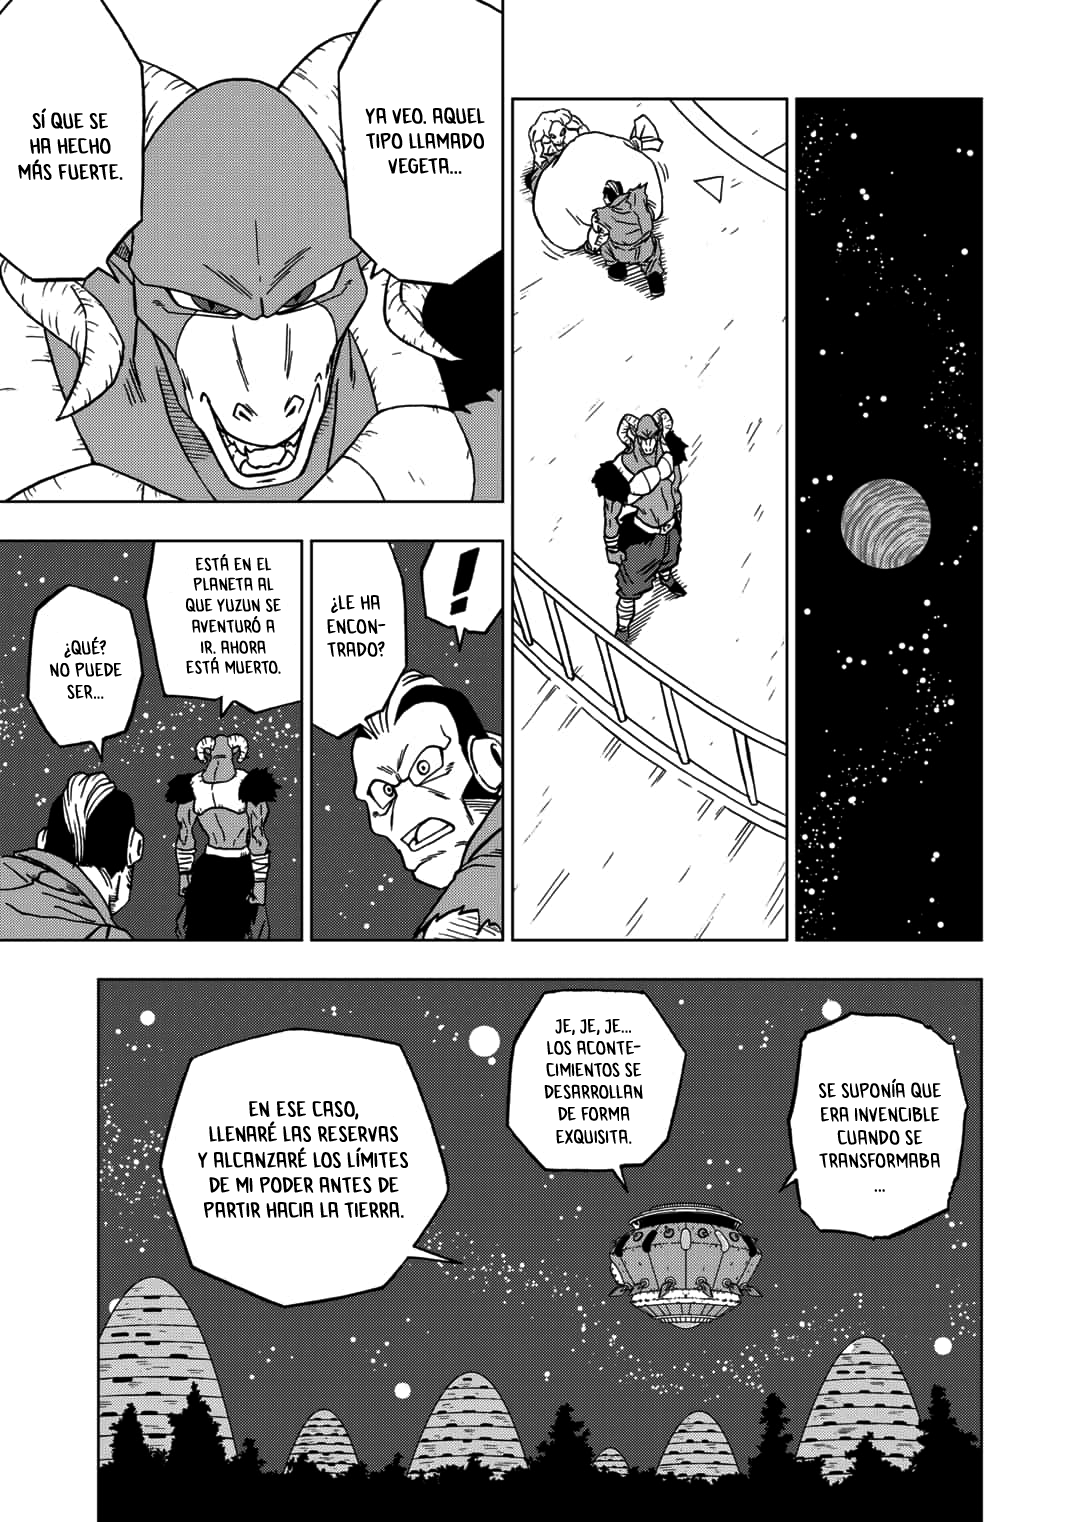 YA VEO. AQUEL
TIPO LLAMADO
VEGETA...
SÍ QUE SE
HA HECHO
MÁS FUERTE.
!
¿LE HA
ENCON-
TRADO?
ESTÁ EN EL
PLANETA AL
QUE YUZUN SE
AVENTURÓ A
IR. AHORA
ESTÁ MUERTO.
¿QUÉ?
NO PUEDE
SER...
SE SUPONÍA QUE
ERA INVENCIBLE
CUANDO SE
TRANSFORMABA
...
JE, JE, JE...
LOS ACONTE-
CIMIENTOS SE
DESARROLLAN
DE FORMA
EXQUISITA.
EN ESE CASO,
LLENARÉ LAS RESERVAS
Y ALCANZARÉ LOS LÍMITES
DE MI PODER ANTES DE
PARTIR HACIA LA TIERRA.